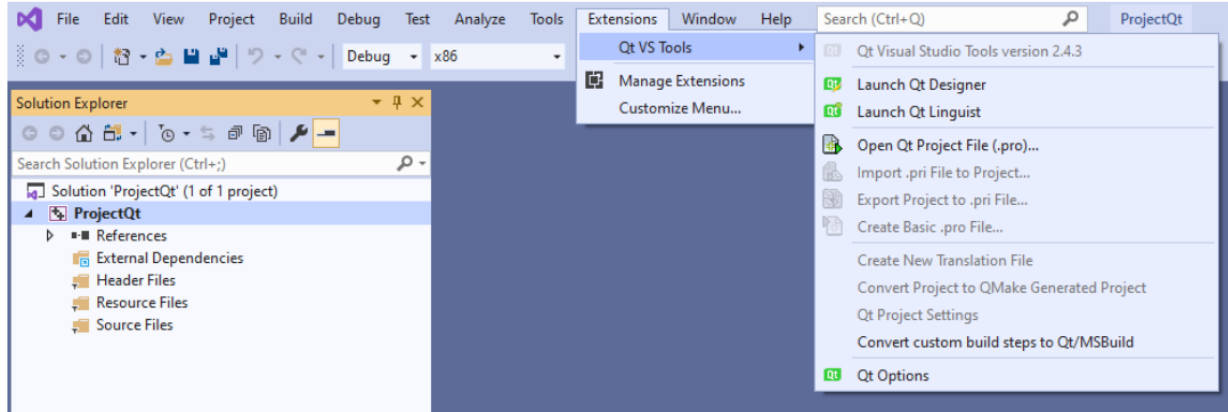 File Edit View Project Build Debug Test Analyze Tools Extensions Window Help Search (Ctrl+Q) ProjectQt
Debug x86
Qt VS Tools
Manage Extensions
Customize Menu...
Qt Visual Studio Tools version 2.4.3
Launch Qt Designer
Launch Qt Linguist
Open Qt Project File (.pro)...
Import .pri File to Project...
Export Project to .pri File...
Create Basic .pro File...
Create New Translation File
Convert Project to QMake Generated Project
Qt Project Settings
Convert custom build steps to Qt/MSBuild
Qt Options
Solution Explorer
Search Solution Explorer (Ctrl+;)
Solution 'ProjectQt' (1 of 1 project)
ProjectQt
References
External Dependencies
Header Files
Resource Files
Source Files